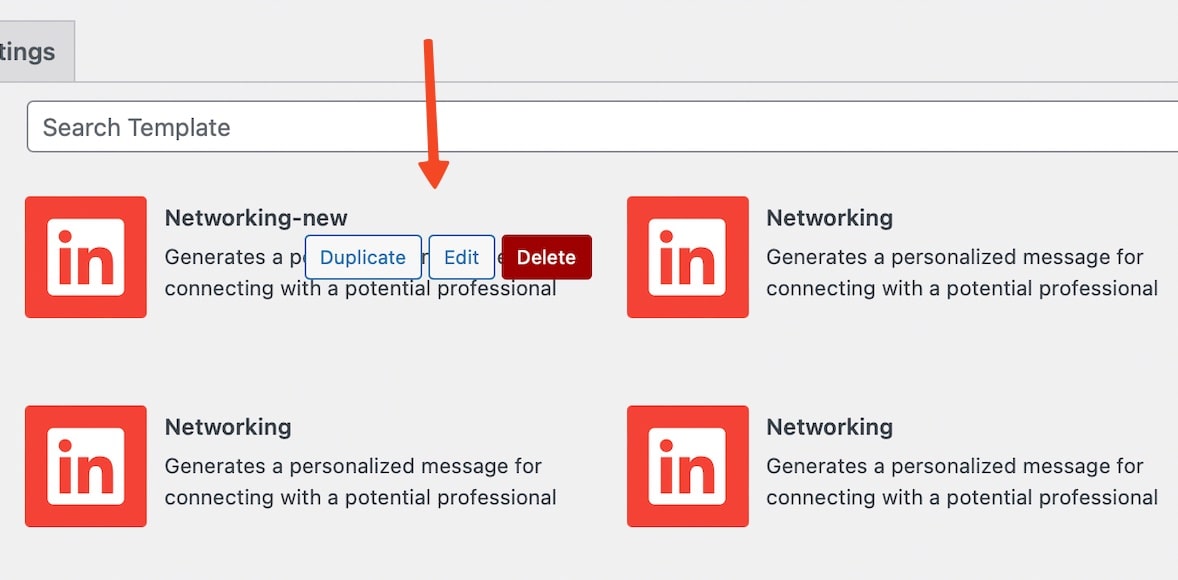 tings
Search Template
Networking-new
Generates a p
Duplicate
Edit
Delete
connecting with a potential professional
Networking
Generates a personalized message for
connecting with a potential professional
Networking
Generates a personalized message for
connecting with a potential professional
Networking
Generates a personalized message for
connecting with a potential professional
in
in
in
in